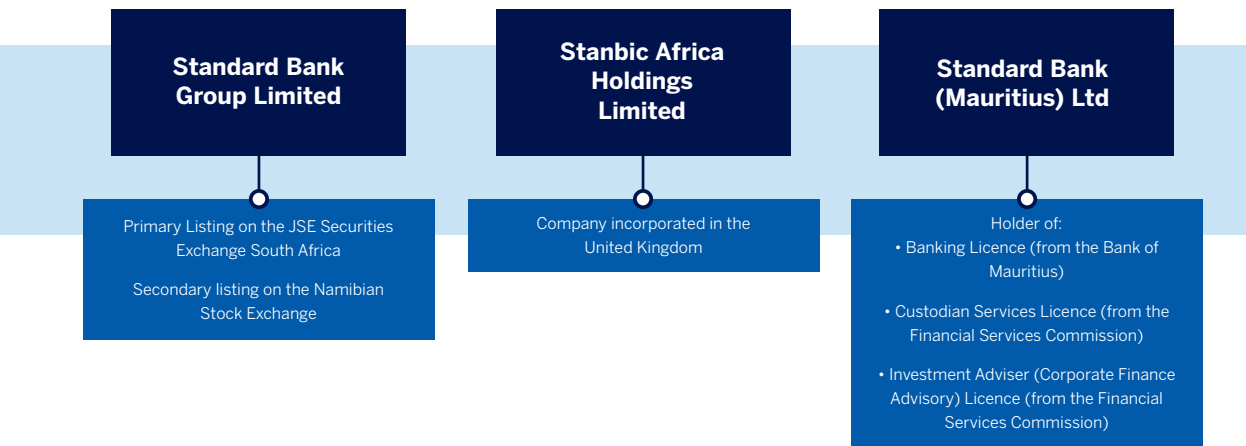 Standard Bank
Group Limited
Primary Listing on the JSE Securities
Exchange South Africa
Secondary listing on the Namibian
Stock Exchange
Stanbic Africa
Holdings
Limited
Company incorporated in the
United Kingdom
Standard Bank
(Mauritius) Ltd
Holder of:
• Banking Licence (from the Bank of
Mauritius)
• Custodian Services Licence (from the
Financial Services Commission)
• Investment Adviser (Corporate Finance
Advisory) Licence (from the Financial
Services Commission)